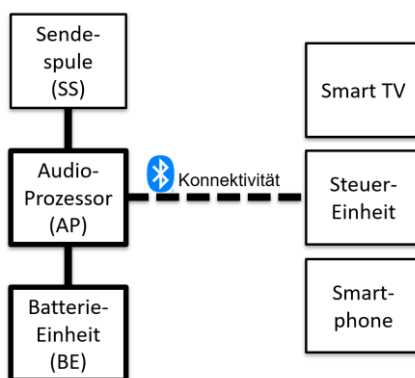 Sende-
spule
(SS)
Audio-
Prozessor
(AP)
Batterie-
Einheit
(BE)
Konnektivität
Smart TV
Steuer-
Einheit
Smart-
phone